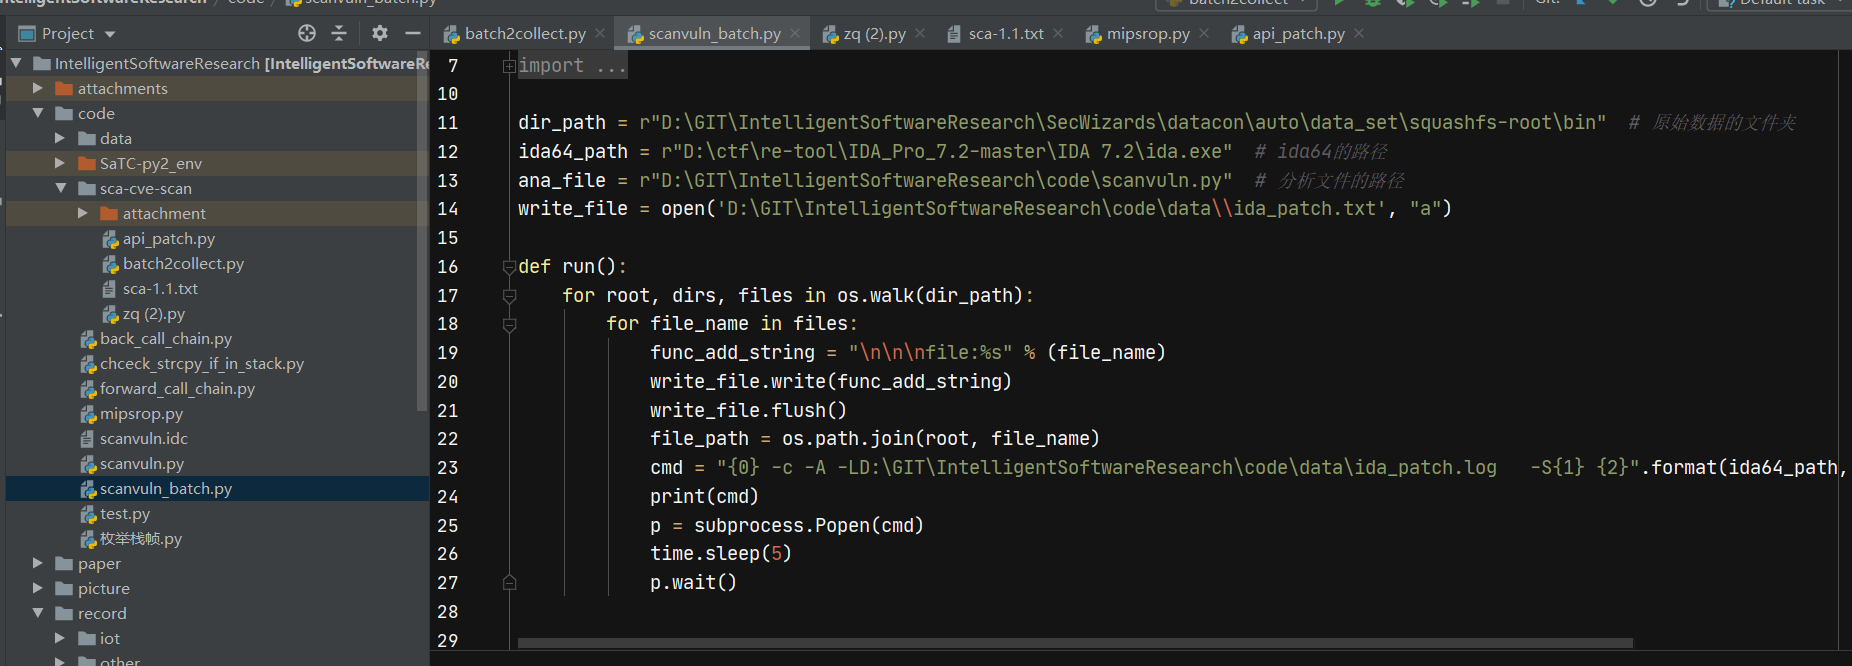 IntelligentSoftwareResearch / code / scanvuln_batch.py
batch2collect
Git:
Default task
Project
batch2collect.py
scanvuln_batch.py
zq (2).py
sca-1.1.txt
mipsrop.py
api_patch.py
IntelligentSoftwareResearch [IntelligentSoftwareRe
attachments
code
data
SaTC-py2_env
sca-cve-scan
attachment
api_patch.py
batch2collect.py
sca-1.1.txt
zq (2).py
back_call_chain.py
chceck_strcpy_if_in_stack.py
forward_call_chain.py
mipsrop.py
scanvuln.idc
scanvuln.py
scanvuln_batch.py
test.py
枚举栈帧.py
paper
picture
record
iot
other
7 import ...
10
11 dir_path = r"D:\GIT\IntelligentSoftwareResearch\SecWizards\datacon\auto\data_set\squashfs-root\bin"  # 原始数据的文件夹
12 ida64_path = r"D:\ctf\re-tool\IDA_Pro_7.2-master\IDA 7.2\ida.exe"  # ida64的路径
13 ana_file = r"D:\GIT\IntelligentSoftwareResearch\code\scanvuln.py"  # 分析文件的路径
14 write_file = open('D:\GIT\IntelligentSoftwareResearch\code\data\\ida_patch.txt', "a")
15
16 def run():
17     for root, dirs, files in os.walk(dir_path):
18         for file_name in files:
19             func_add_string = "\n\n\nfile:%s" % (file_name)
20             write_file.write(func_add_string)
21             write_file.flush()
22             file_path = os.path.join(root, file_name)
23             cmd = "{0} -c -A -LD:\GIT\IntelligentSoftwareResearch\code\data\ida_patch.log   -S{1} {2}".format(ida64_path,
24             print(cmd)
25             p = subprocess.Popen(cmd)
26             time.sleep(5)
27             p.wait()
28
29